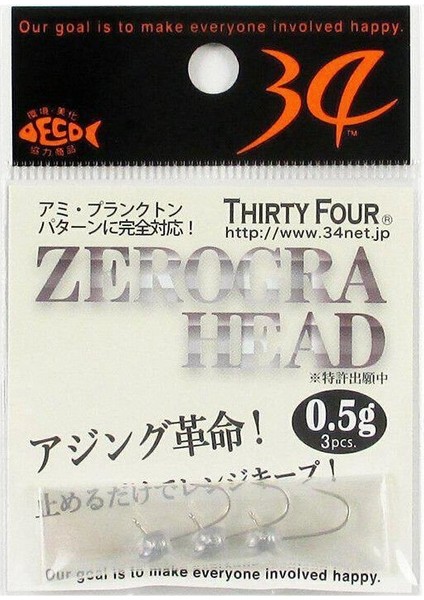 Our goal is to make everyone involved happy.
環境・美化
ECO
協力商品
34™
アミ・プランクトン
パターンに完全対応！
THIRTY FOUR®
http://www.34net.jp
ZEROGRA
HEAD
※特許出願中
0.5g
3pcs.
アジング革命！
止めるだけでレンジキープ！
Our goal is to make everyone involved happy.